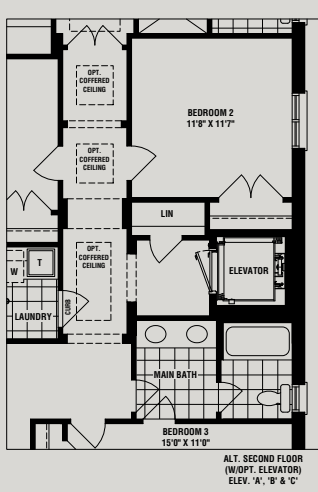 OPT.
COFFERED
CEILING
BEDROOM 2
11'8" X 11'7"
OPT.
COFFERED
CEILING
LIN
OPT.
COFFERED
CEILING
W
T
ELEVATOR
CURB
LAUNDRY
MAIN BATH
BEDROOM 3
15'0" X 11'0"
ALT. SECOND FLOOR
(W/OPT. ELEVATOR)
ELEV. 'A', 'B' & 'C'